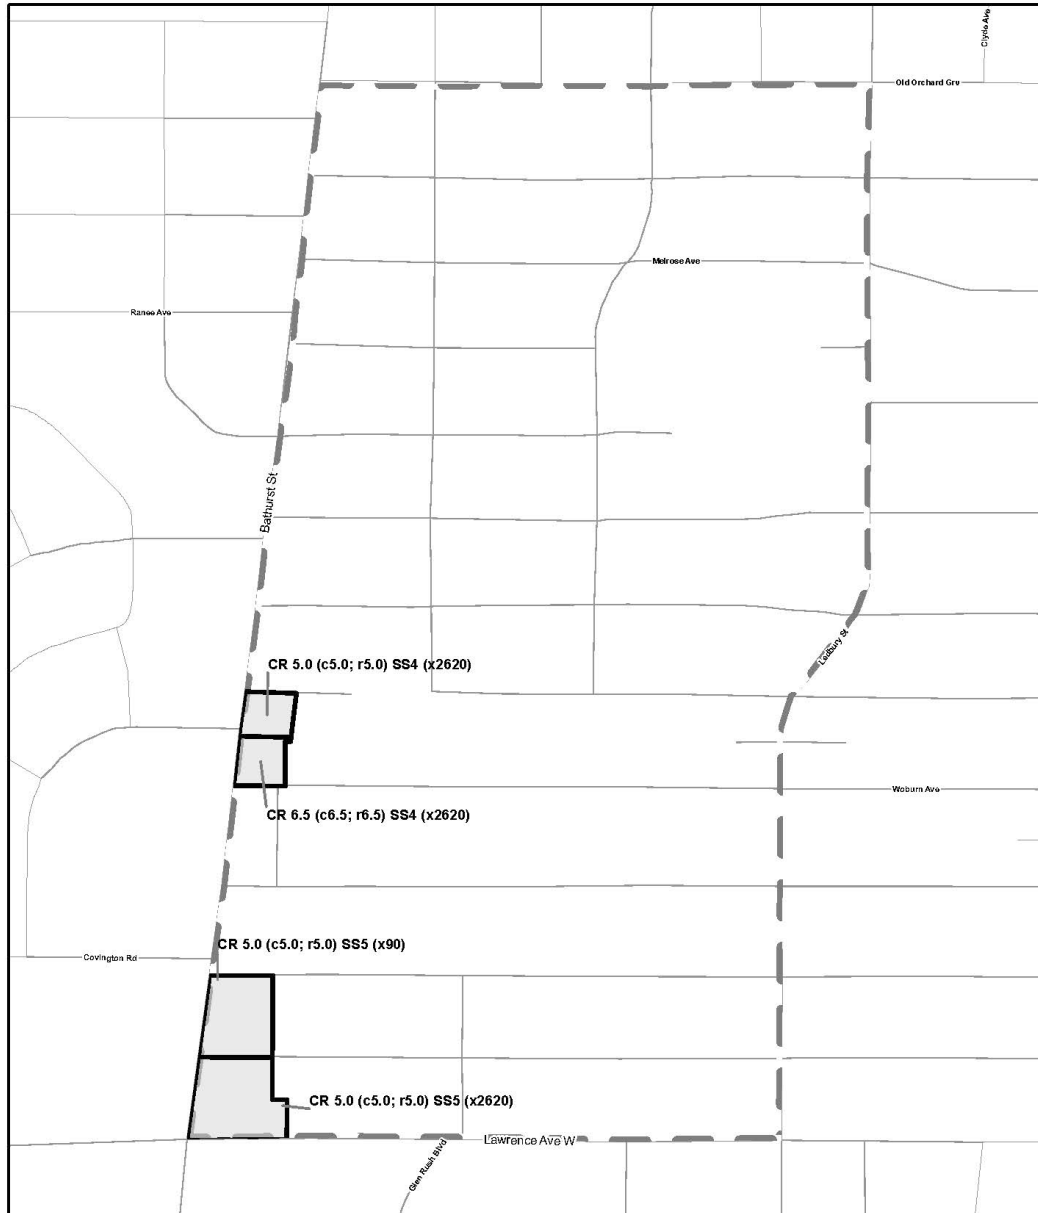 Clyde Ave
Old Orchard Grv
Melrose Ave
Ranee Ave
Bathurst St
Ledbury St
CR 5.0 (c5.0; r5.0) SS4 (x2620)
Woburn Ave
CR 6.5 (c6.5; r6.5) SS4 (x2620)
CR 5.0 (c5.0; r5.0) SS5 (x90)
Covington Rd
CR 5.0 (c5.0; r5.0) SS5 (x2620)
Lawrence Ave W
Glen Rush Blvd